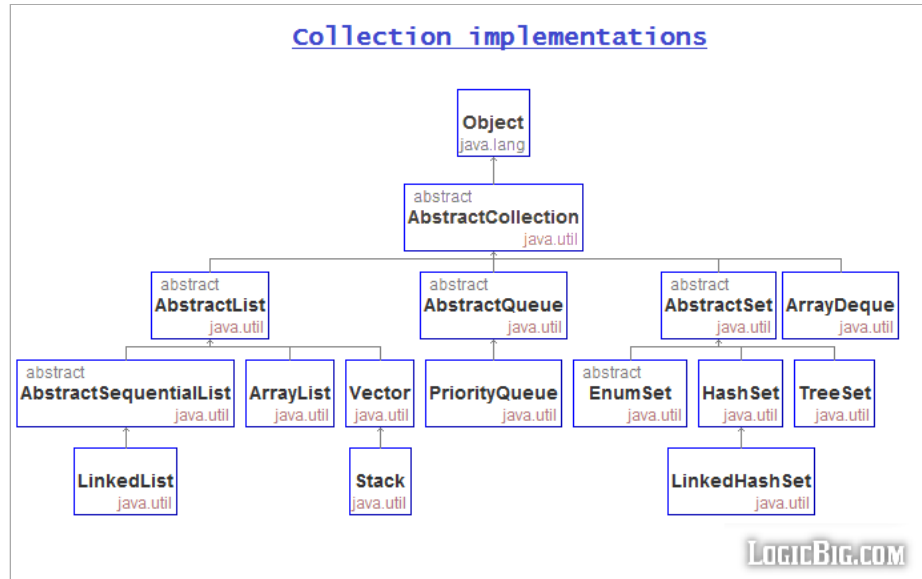 Collection implementations
Object
java.lang
abstract
AbstractCollection
java.util
abstract
AbstractList
java.util
abstract
AbstractQueue
java.util
abstract
AbstractSet
java.util
ArrayDeque
java.util
abstract
AbstractSequentialList
java.util
ArrayList
java.util
Vector
java.util
PriorityQueue
java.util
abstract
EnumSet
java.util
HashSet
java.util
TreeSet
java.util
LinkedList
java.util
Stack
java.util
LinkedHashSet
java.util
LogicBig.com